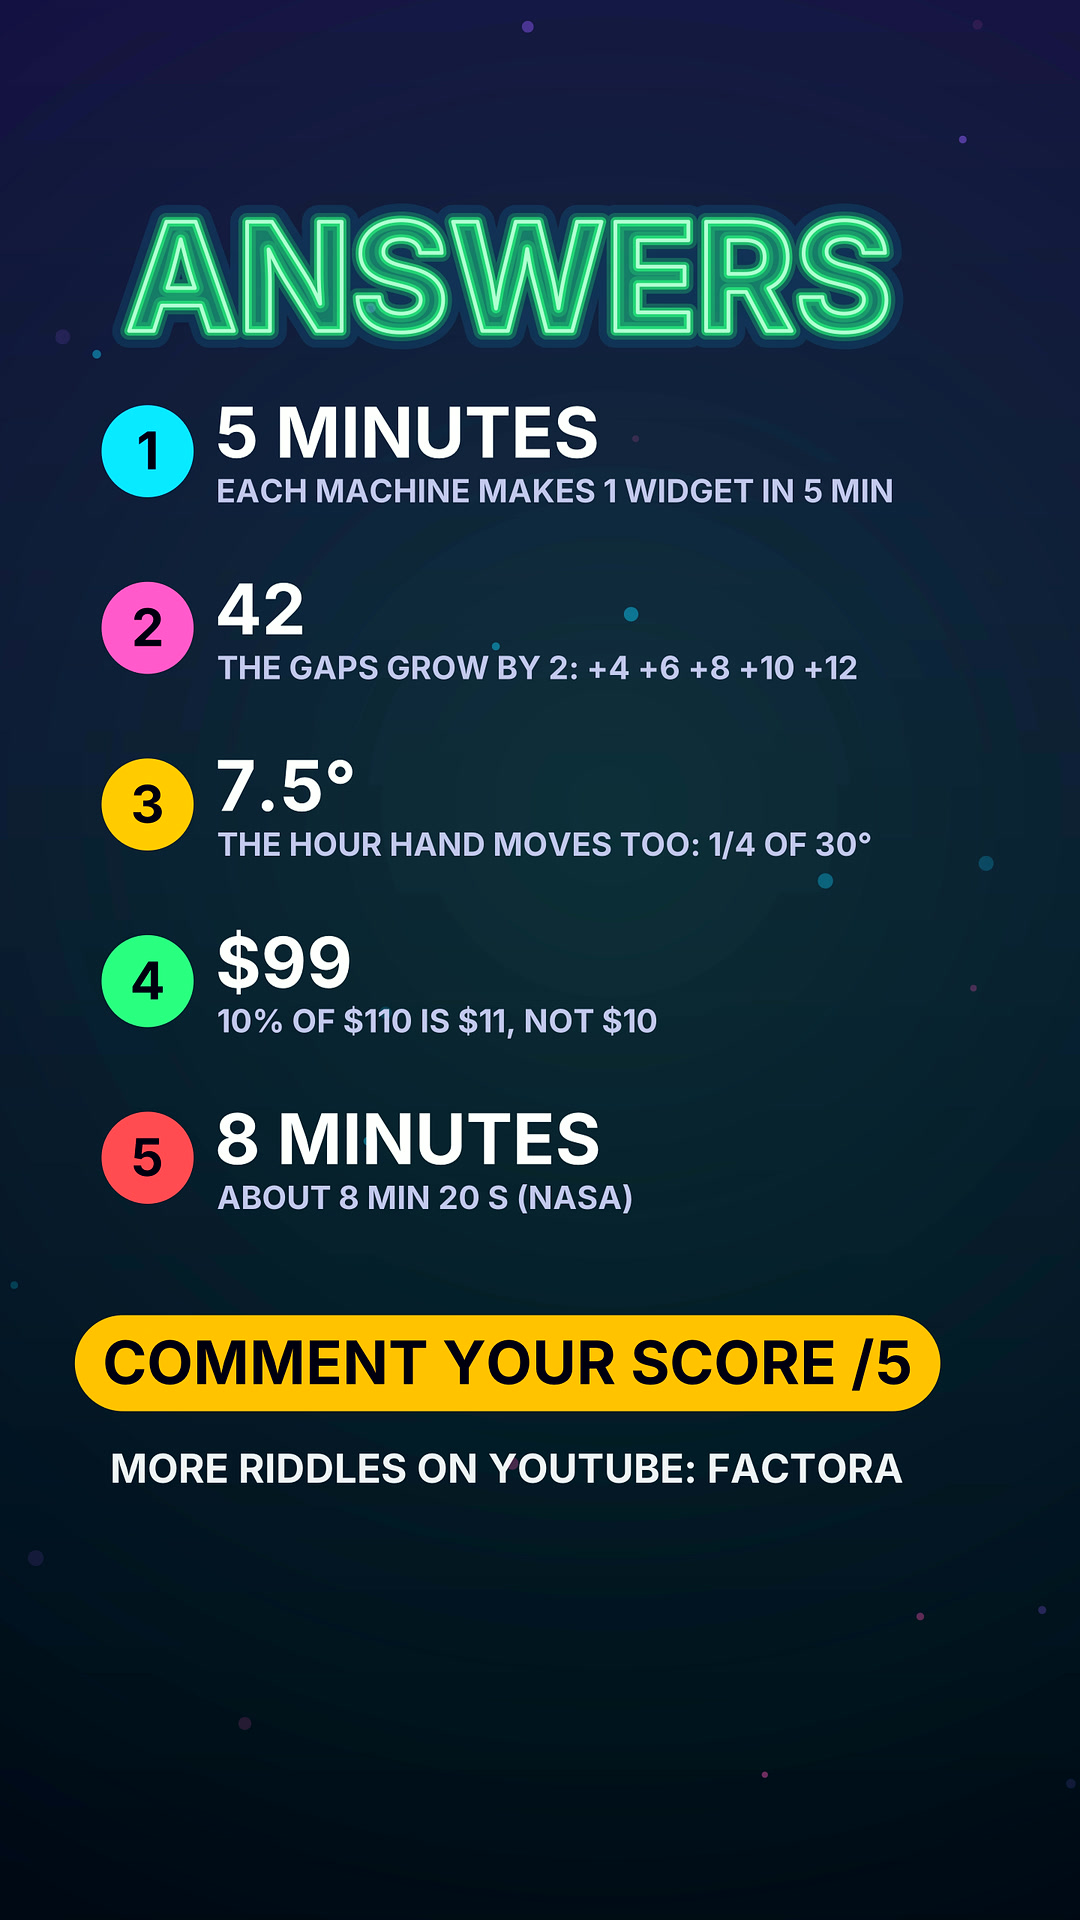 ANSWERS
1
5 MINUTES
EACH MACHINE MAKES 1 WIDGET IN 5 MIN
2
42
THE GAPS GROW BY 2: +4 +6 +8 +10 +12
3
7.5°
THE HOUR HAND MOVES TOO: 1/4 OF 30°
4
$99
10% OF $110 IS $11, NOT $10
5
8 MINUTES
ABOUT 8 MIN 20 S (NASA)
COMMENT YOUR SCORE /5
MORE RIDDLES ON YOUTUBE: FACTORA